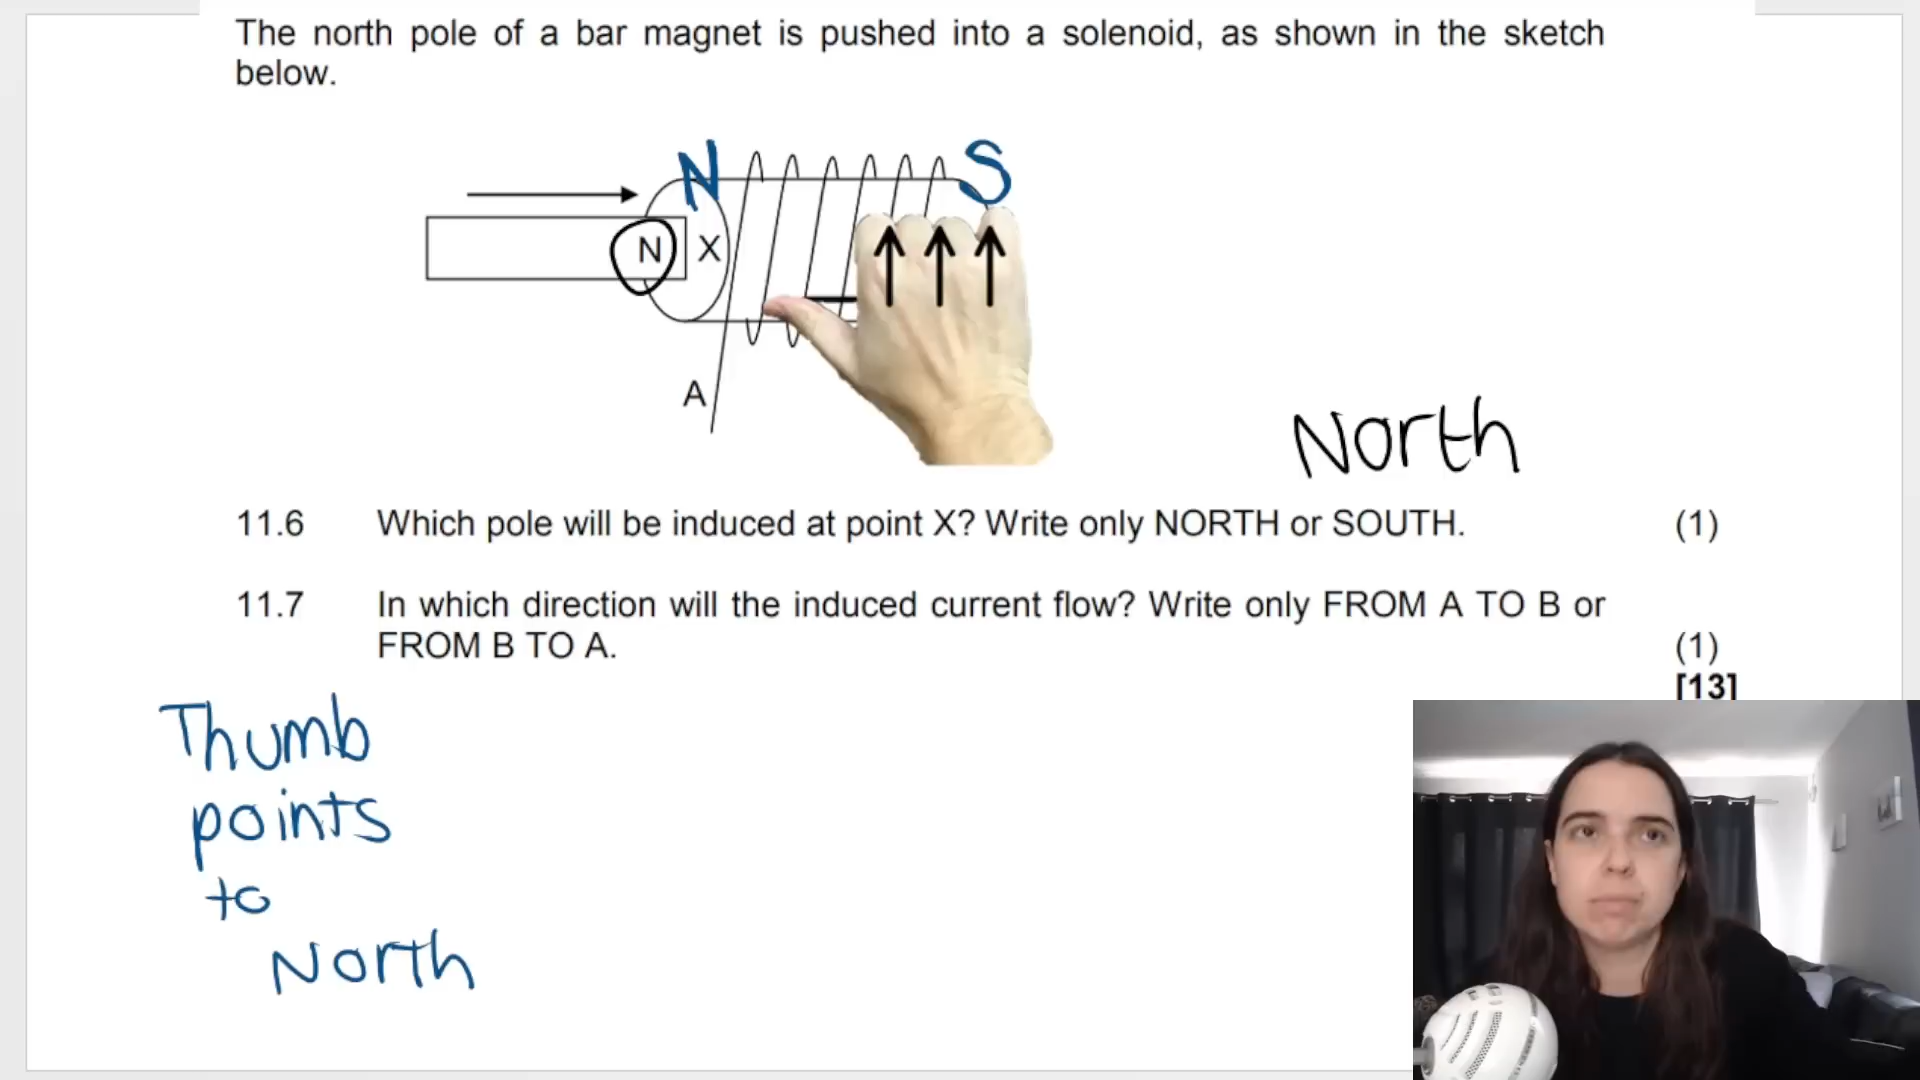 The north pole of a bar magnet is pushed into a solenoid, as shown in the sketch
below.
N
S
N
X
A
North
11.6 Which pole will be induced at point X? Write only NORTH or SOUTH. (1)
11.7 In which direction will the induced current flow? Write only FROM A TO B or
FROM B TO A. (1)
[13]
Thumb
points
to
North